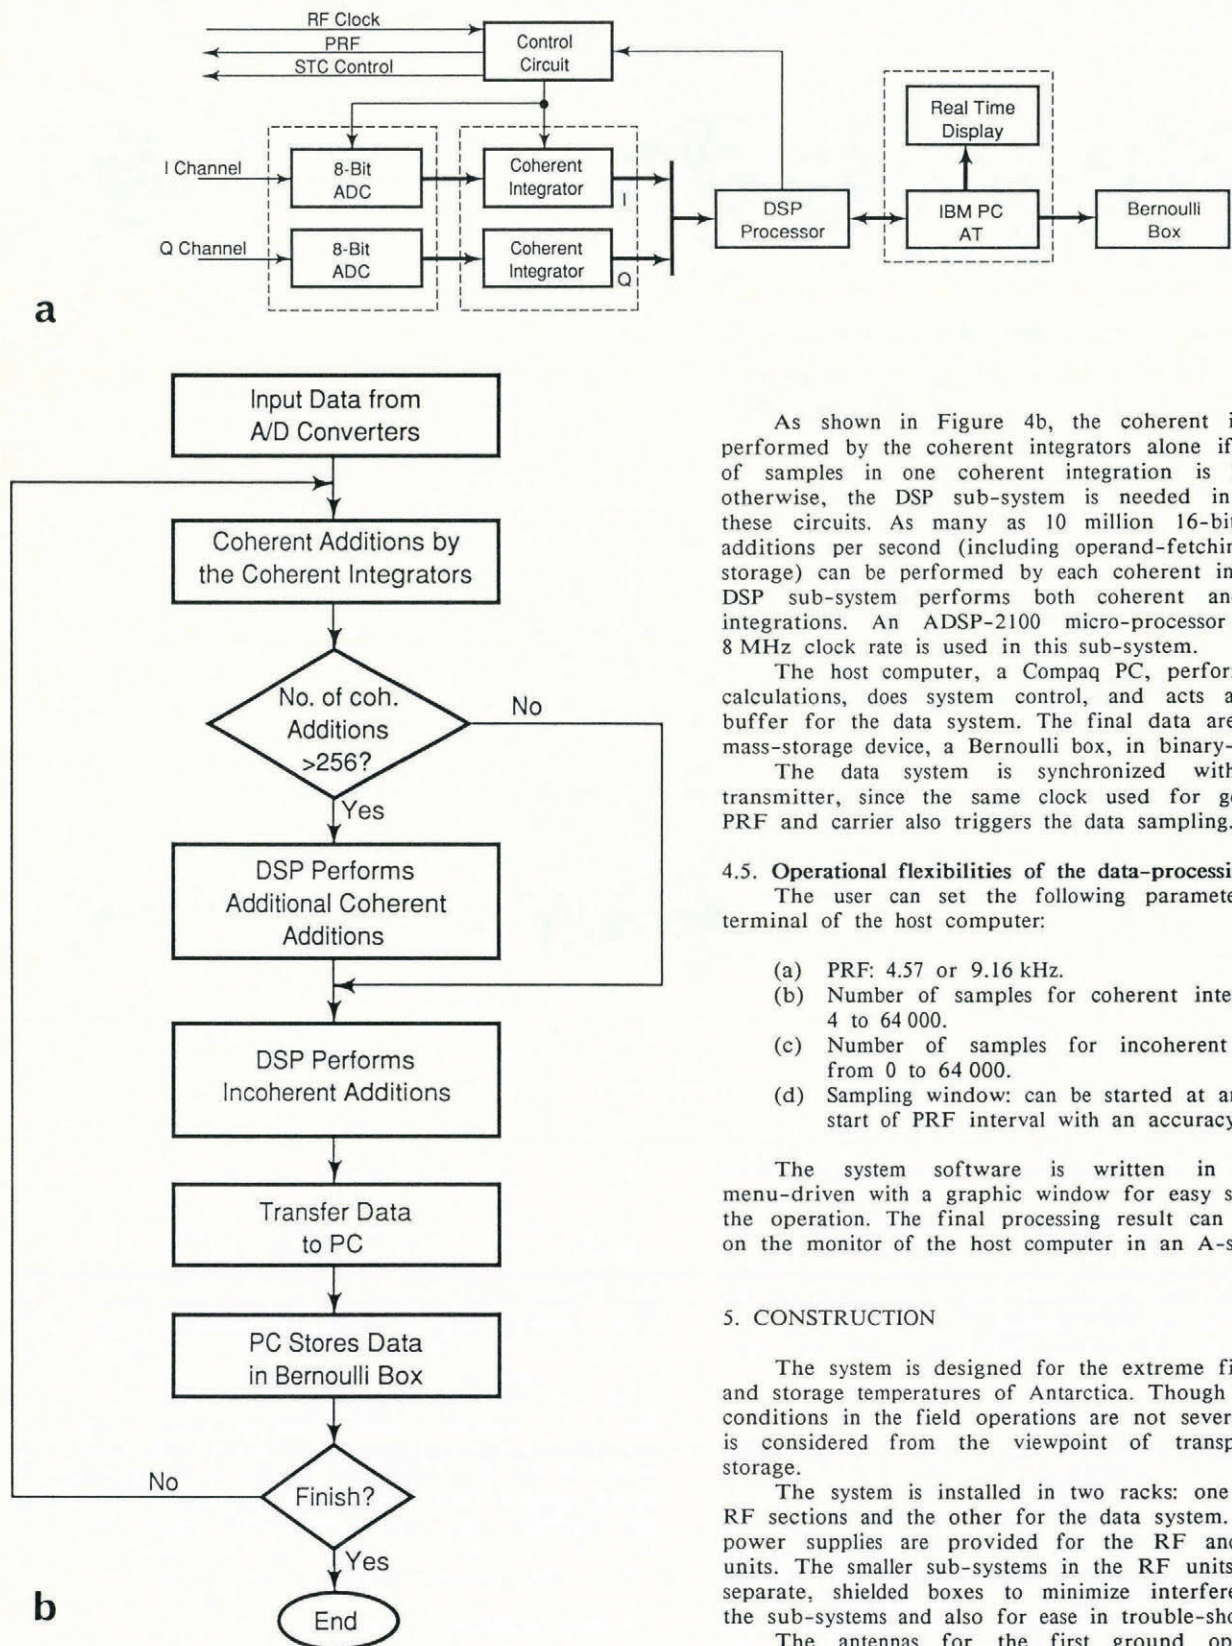 RF Clock
PRF
STC Control
Control
Circuit
Real Time
Display
I Channel
8-Bit
ADC
Coherent
Integrator
I
DSP
Processor
IBM PC
AT
Bernoulli
Box
Q Channel
8-Bit
ADC
Coherent
Integrator
Q
a
Input Data from
A/D Converters
Coherent Additions by
the Coherent Integrators
No. of coh.
Additions
>256?
No
Yes
DSP Performs
Additional Coherent
Additions
DSP Performs
Incoherent Additions
Transfer Data
to PC
PC Stores Data
in Bernoulli Box
No
Finish?
Yes
End
b
As shown in Figure 4b, the coherent
performed by the coherent integrators alone if
of samples in one coherent integration is
otherwise, the DSP sub-system is needed in
these circuits. As many as 10 million 16-bit
additions per second (including operand-fetchin
storage) can be performed by each coherent in
DSP sub-system performs both coherent an
integrations. An ADSP-2100 micro-processor
8 MHz clock rate is used in this sub-system.
The host computer, a Compaq PC, perfor
calculations, does system control, and acts a
buffer for the data system. The final data are
mass-storage device, a Bernoulli box, in binary-
The data system is synchronized with
transmitter, since the same clock used for ge
PRF and carrier also triggers the data sampling.
4.5. Operational flexibilities of the data-processi
The user can set the following paramete
terminal of the host computer:
(a) PRF: 4.57 or 9.16 kHz.
(b) Number of samples for coherent inte
4 to 64 000.
(c) Number of samples for incoherent
from 0 to 64 000.
(d) Sampling window: can be started at an
start of PRF interval with an accuracy
The system software is written in
menu-driven with a graphic window for easy s
the operation. The final processing result can
on the monitor of the host computer in an A-s
5. CONSTRUCTION
The system is designed for the extreme fi
and storage temperatures of Antarctica. Though
conditions in the field operations are not sever
is considered from the viewpoint of transp
storage.
The system is installed in two racks: one
RF sections and the other for the data system.
power supplies are provided for the RF and
units. The smaller sub-systems in the RF units
separate, shielded boxes to minimize interfere
the sub-systems and also for ease in trouble-sho
The antennas for the first ground op